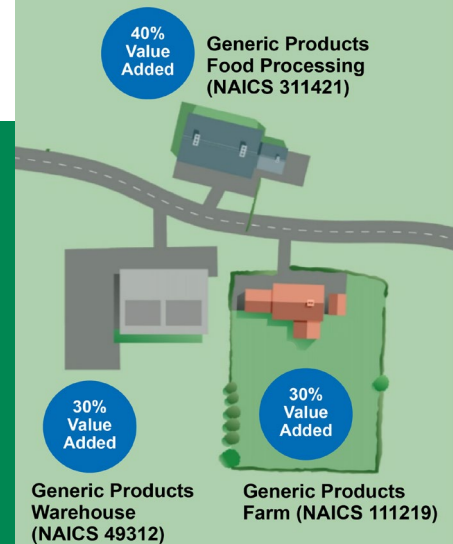 40%
Value
Added
Generic Products
Food Processing
(NAICS 311421)
30%
Value
Added
Generic Products
Warehouse
(NAICS 49312)
30%
Value
Added
Generic Products
Farm (NAICS 111219)